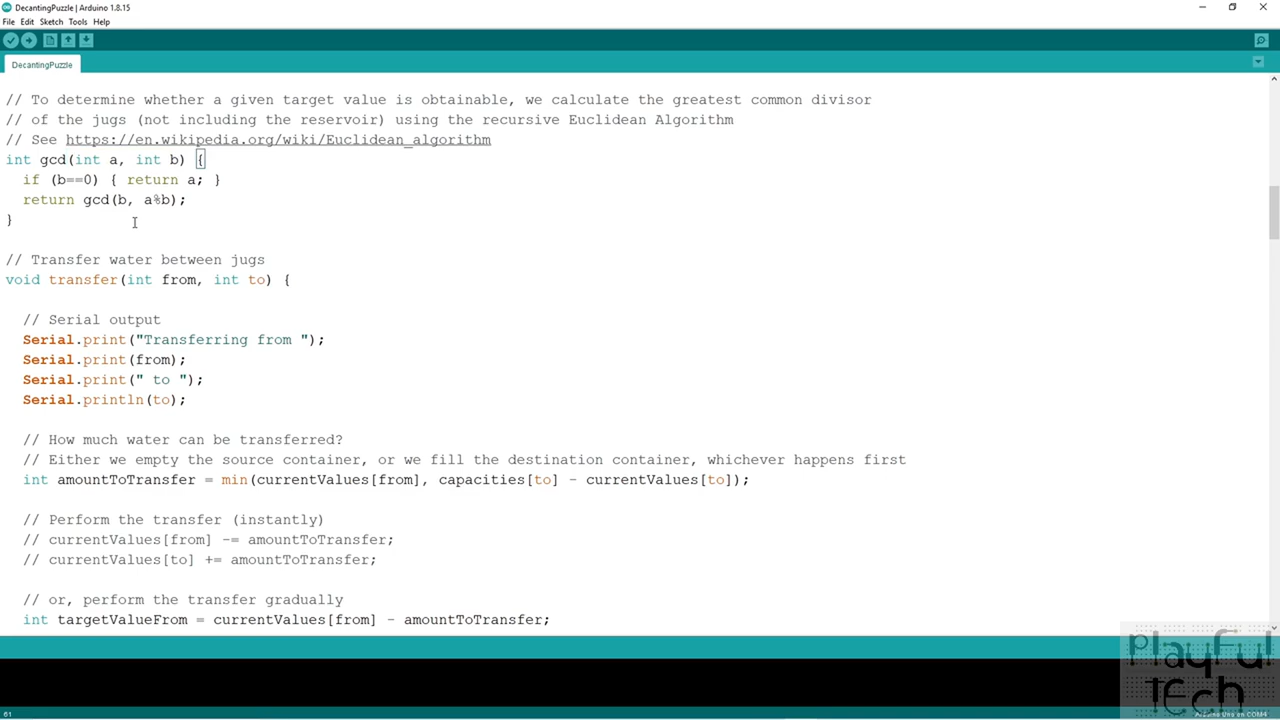 DecantingPuzzle | Arduino 1.8.15
File Edit Sketch Tools Help
DecantingPuzzle
// To determine whether a given target value is obtainable, we calculate the greatest common divisor
// of the jugs (not including the reservoir) using the recursive Euclidean Algorithm
// See https://en.wikipedia.org/wiki/Euclidean_algorithm
int gcd(int a, int b) {
  if (b==0) { return a; }
  return gcd(b, a%b);
}
// Transfer water between jugs
void transfer(int from, int to) {
  // Serial output
  Serial.print("Transferring from ");
  Serial.print(from);
  Serial.print(" to ");
  Serial.println(to);
  // How much water can be transferred?
  // Either we empty the source container, or we fill the destination container, whichever happens first
  int amountToTransfer = min(currentValues[from], capacities[to] - currentValues[to]);
  // Perform the transfer (instantly)
  // currentValues[from] -= amountToTransfer;
  // currentValues[to] += amountToTransfer;
  // or, perform the transfer gradually
  int targetValueFrom = currentValues[from] - amountToTransfer;
PlayFul
tEch
61
Arduino Uno on COM4